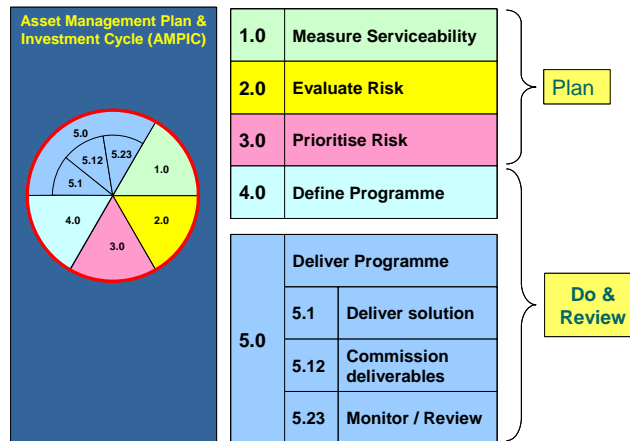 Asset Management Plan &
Investment Cycle (AMPIC)
5.0
5.23
5.12
5.1
1.0
4.0
2.0
3.0
1.0 Measure Serviceability
2.0 Evaluate Risk
3.0 Prioritise Risk
4.0 Define Programme
Plan
Deliver Programme
5.0
5.1 Deliver solution
5.12 Commission
deliverables
5.23 Monitor / Review
Do &
Review